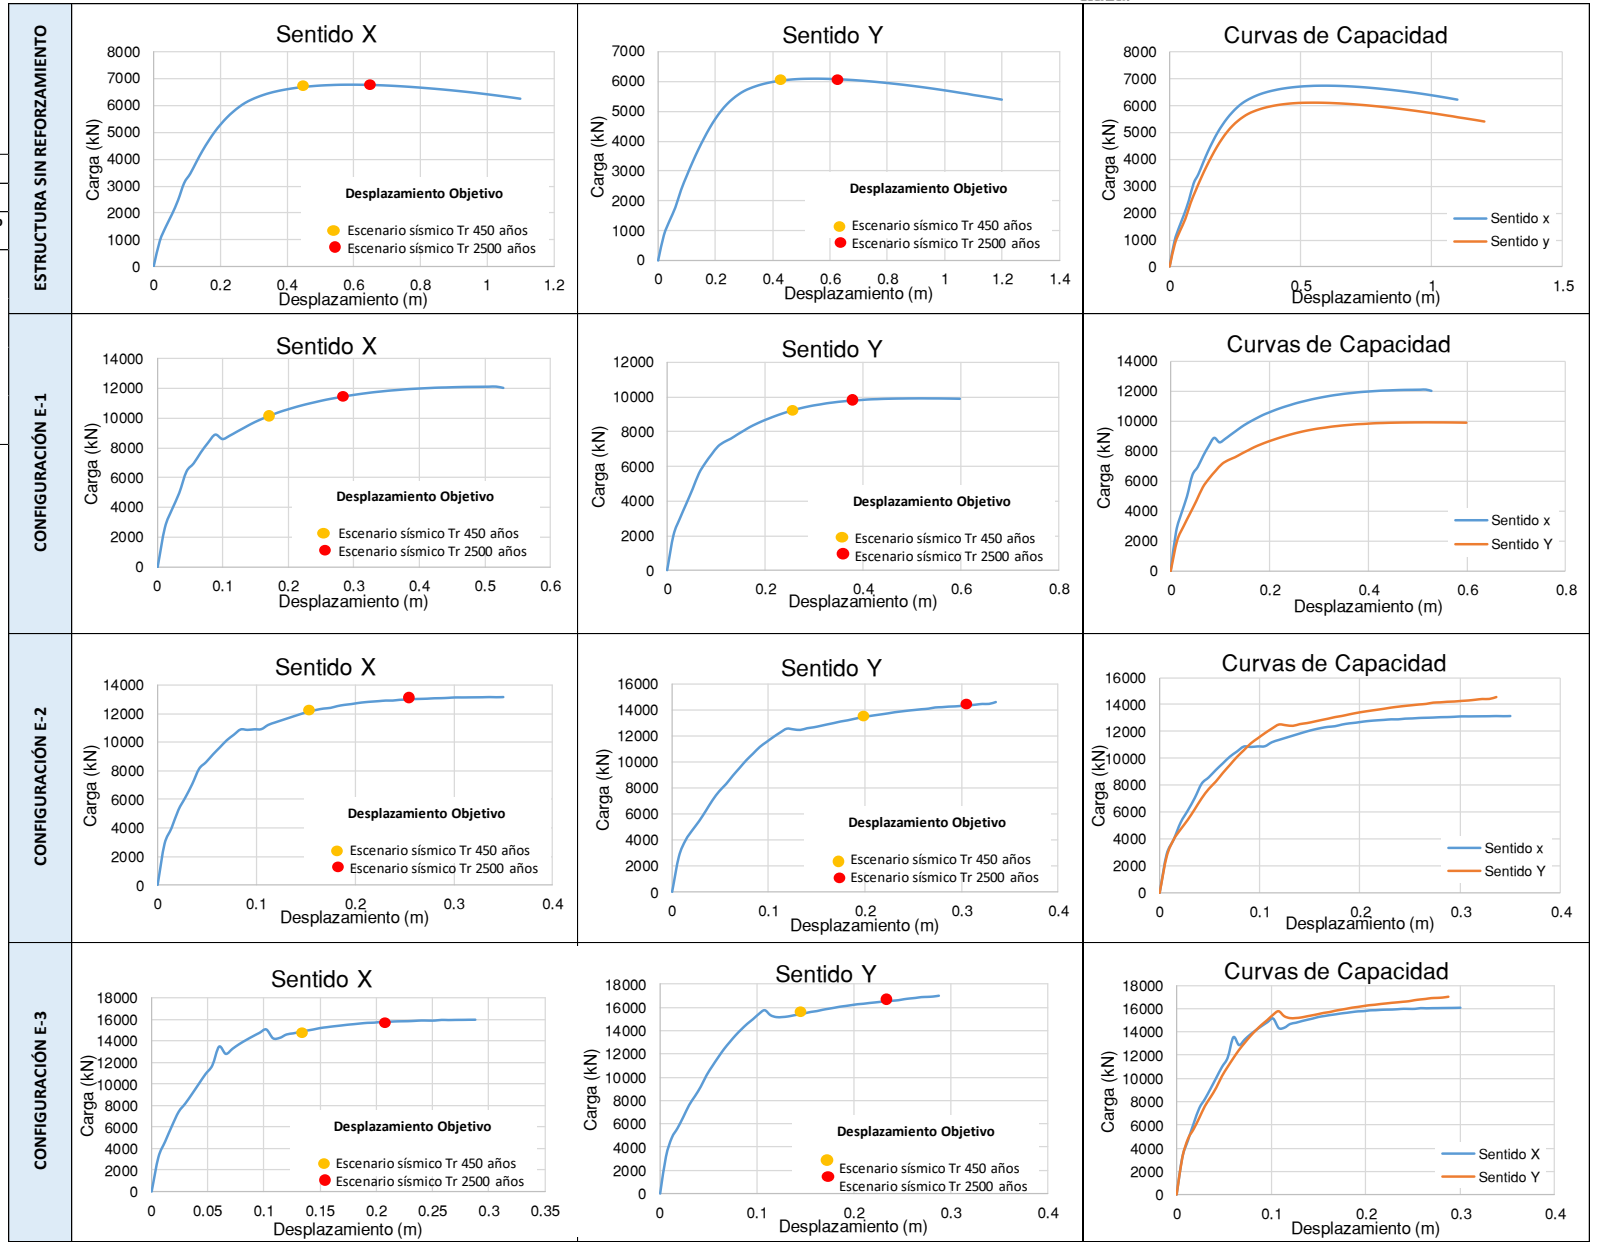 ESTRUCTURA SIN REFORZAMIENTO
Sentido X
8000
7000
6000
5000
4000
3000
2000
1000
0
Carga (kN)
Desplazamiento Objetivo
Escenario sísmico Tr 450 años
Escenario sísmico Tr 2500 años
0 0.2 0.4 0.6 0.8 1 1.2
Desplazamiento (m)
Sentido Y
7000
6000
5000
4000
3000
2000
1000
0
Carga (kN)
Desplazamiento Objetivo
Escenario sísmico Tr 450 años
Escenario sísmico Tr 2500 años
0 0.2 0.4 0.6 0.8 1 1.2 1.4
Desplazamiento (m)
Curvas de Capacidad
8000
7000
6000
5000
4000
3000
2000
1000
0
Carga (kN)
Sentido x
Sentido y
0 0.5 1 1.5
Desplazamiento (m)
CONFIGURACIÓN E-1
Sentido X
14000
12000
10000
8000
6000
4000
2000
0
Carga (kN)
Desplazamiento Objetivo
Escenario sísmico Tr 450 años
Escenario sísmico Tr 2500 años
0 0.1 0.2 0.3 0.4 0.5 0.6
Desplazamiento (m)
Sentido Y
12000
10000
8000
6000
4000
2000
0
Carga (kN)
Desplazamiento Objetivo
Escenario sísmico Tr 450 años
Escenario sísmico Tr 2500 años
0 0.2 0.4 0.6 0.8
Desplazamiento (m)
Curvas de Capacidad
14000
12000
10000
8000
6000
4000
2000
0
Carga (kN)
Sentido x
Sentido Y
0 0.2 0.4 0.6 0.8
Desplazamiento (m)
CONFIGURACIÓN E-2
Sentido X
14000
12000
10000
8000
6000
4000
2000
0
Carga (kN)
Desplazamiento Objetivo
Escenario sísmico Tr 450 años
Escenario sísmico Tr 2500 años
0 0.1 0.2 0.3 0.4
Desplazamiento (m)
Sentido Y
16000
14000
12000
10000
8000
6000
4000
2000
0
Carga (kN)
Desplazamiento Objetivo
Escenario sísmico Tr 450 años
Escenario sísmico Tr 2500 años
0 0.1 0.2 0.3 0.4
Desplazamiento (m)
Curvas de Capacidad
16000
14000
12000
10000
8000
6000
4000
2000
0
Carga (kN)
Sentido x
Sentido Y
0 0.1 0.2 0.3 0.4
Desplazamiento (m)
CONFIGURACIÓN E-3
Sentido X
18000
16000
14000
12000
10000
8000
6000
4000
2000
0
Carga (kN)
Desplazamiento Objetivo
Escenario sísmico Tr 450 años
Escenario sísmico Tr 2500 años
0 0.05 0.1 0.15 0.2 0.25 0.3 0.35
Desplazamiento (m)
Sentido Y
18000
16000
14000
12000
10000
8000
6000
4000
2000
0
Carga (kN)
Desplazamiento Objetivo
Escenario sísmico Tr 450 años
Escenario sísmico Tr 2500 años
0 0.1 0.2 0.3 0.4
Desplazamiento (m)
Curvas de Capacidad
18000
16000
14000
12000
10000
8000
6000
4000
2000
0
Carga (kN)
Sentido X
Sentido Y
0 0.1 0.2 0.3 0.4
Desplazamiento (m)